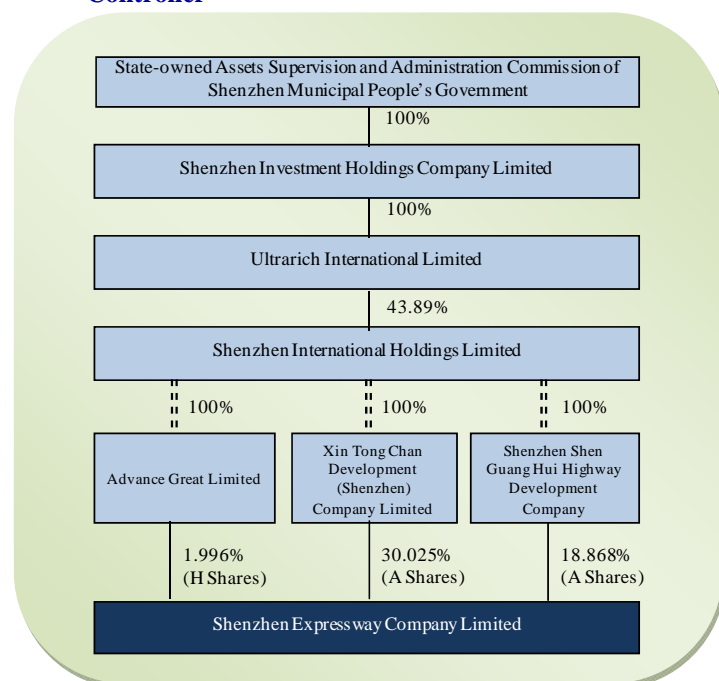 Controller
State-owned Assets Supervision and Administration Commission of
Shenzhen Municipal People's Government
100%
Shenzhen Investment Holdings Company Limited
100%
Ultrarich International Limited
43.89%
Shenzhen International Holdings Limited
100%
100%
100%
Advance Great Limited
Xin Tong Chan
Development
(Shenzhen)
Company Limited
Shenzhen Shen
Guang Hui Highway
Development
Company
1.996%
(H Shares)
30.025%
(A Shares)
18.868%
(A Shares)
Shenzhen Expressway Company Limited